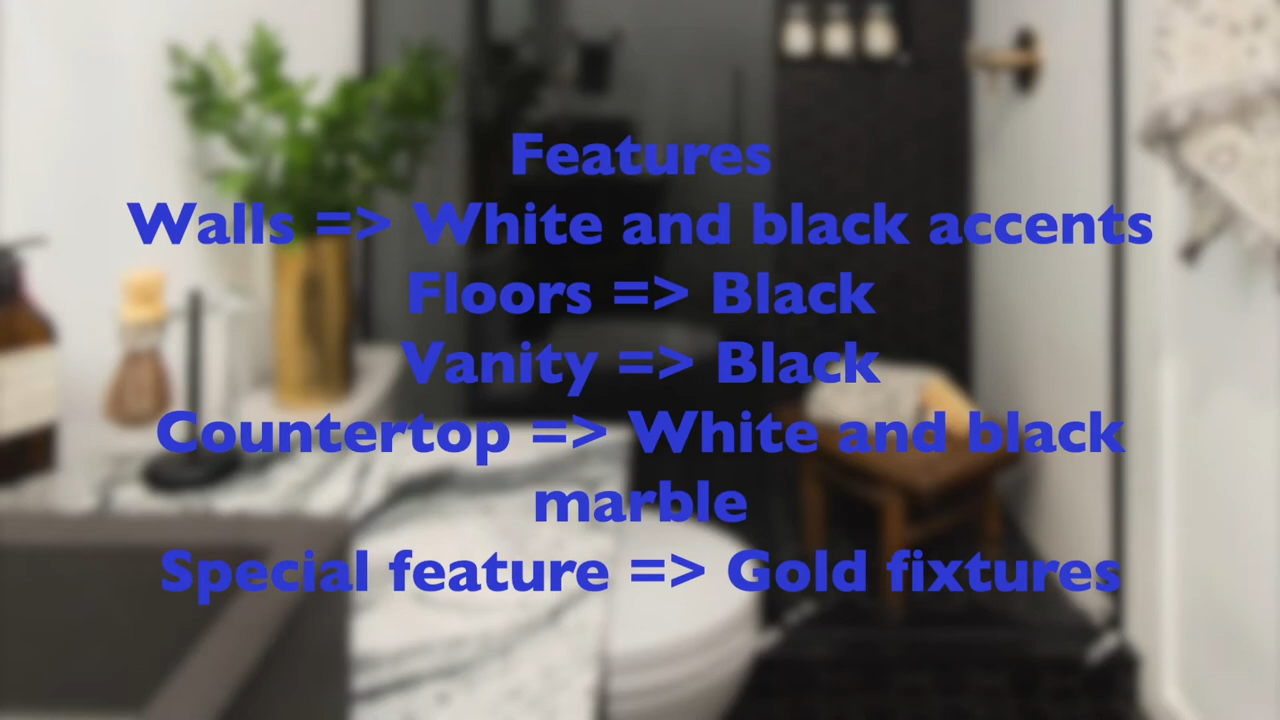 Features
Walls => White and black accents
Floors => Black
Vanity => Black
Countertop => White and black
marble
Special feature => Gold fixtures